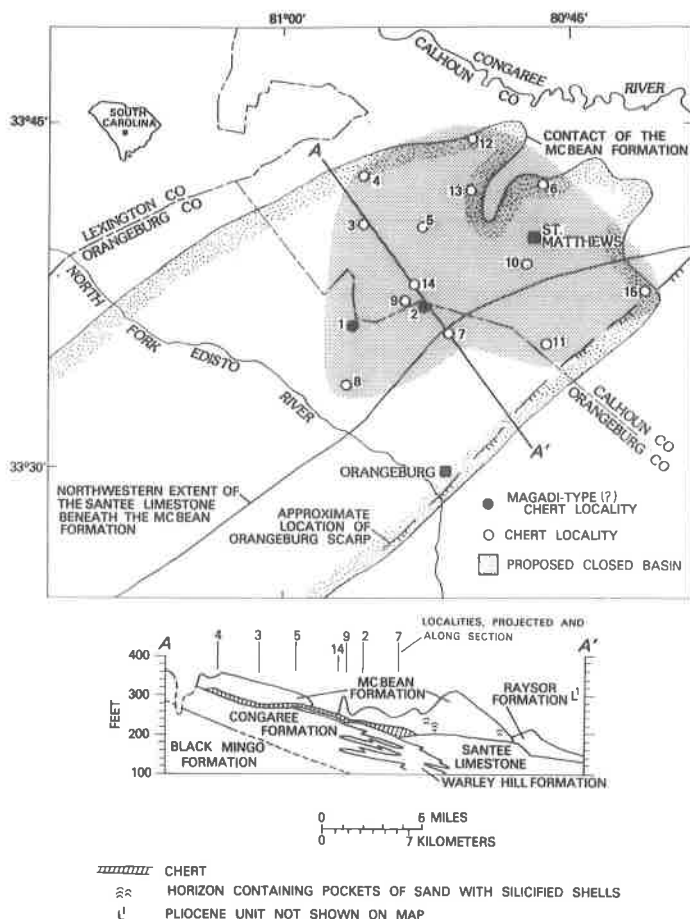 81°00'
80°45'
CALHOUN CO
CONGAREE
RIVER
33°45'
SOUTH
CAROLINA
A
CONTACT OF THE
MCBEAN FORMATION
12
4
13
6
LEXINGTON CO
ORANGEBURG CO
3
5
ST.
MATTHEWS
10
14
9
2
15
1
7
11
NORTH
FORK
EDISTO
RIVER
8
CALHOUN CO
ORANGEBURG CO
A'
33°30'
ORANGEBURG
NORTHWESTERN EXTENT OF
THE SANTEE LIMESTONE
BENEATH THE MC BEAN
FORMATION
APPROXIMATE
LOCATION OF
ORANGEBURG SCARP
MAGADI-TYPE (?)
CHERT LOCALITY
CHERT LOCALITY
PROPOSED CLOSED BASIN
LOCALITIES, PROJECTED AND
ALONG SECTION
A
4
3
5
14
9
2
7
A'
400
300
200
100
FEET
MC BEAN
FORMATION
RAYSOR
FORMATION
CONGAREE
FORMATION
BLACK MINGO
FORMATION
SANTEE
LIMESTONE
WARLEY HILL FORMATION
0 6 MILES
0 7 KILOMETERS
CHERT
HORIZON CONTAINING POCKETS OF SAND WITH SILICIFIED SHELLS
PLIOCENE UNIT NOT SHOWN ON MAP